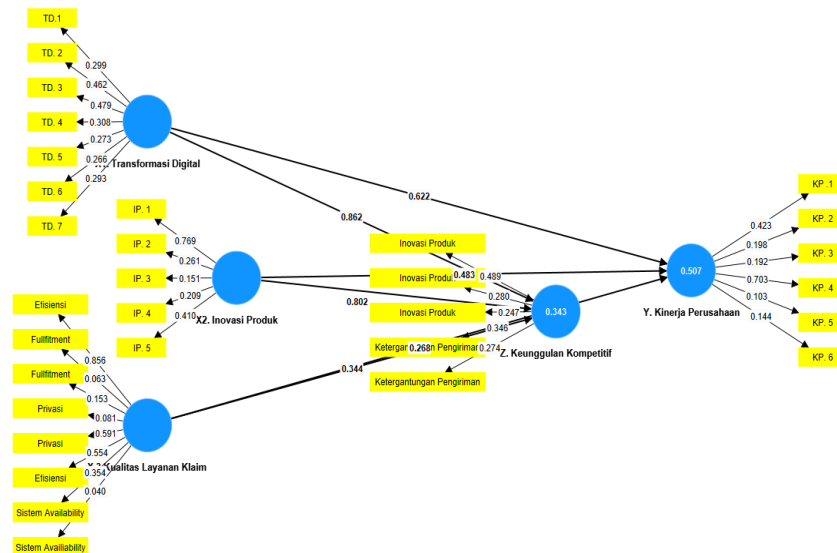 TD.1
TD. 2
TD. 3
TD. 4
TD. 5
TD. 6
TD. 7
0.299
0.462
0.479
0.308
0.273
0.266
0.293
Transformasi Digital
IP. 1
IP. 2
IP. 3
IP. 4
IP. 5
0.769
0.261
0.151
0.209
0.410
X2. Inovasi Produk
Efisiensi
Fullfitment
Fullfitment
Privasi
Privasi
Efisiensi
Sistem Availability
Sistem Availiability
0.856
0.063
0.153
0.081
0.591
0.554
0.354
0.040
Kualitas Layanan Klaim
0.622
0.862
0.483
0.802
0.344
0.268
Inovasi Produk
Inovasi Produk
Inovasi Produk
Ketergantungan Pengiriman
Ketergantungan Pengiriman
0.489
0.280
0.247
0.346
0.274
0.343
Z. Keunggulan Kompetitif
0.507
Y. Kinerja Perusahaan
KP .1
KP. 2
KP. 3
KP. 4
KP. 5
KP. 6
0.423
0.198
0.192
0.703
0.103
0.144